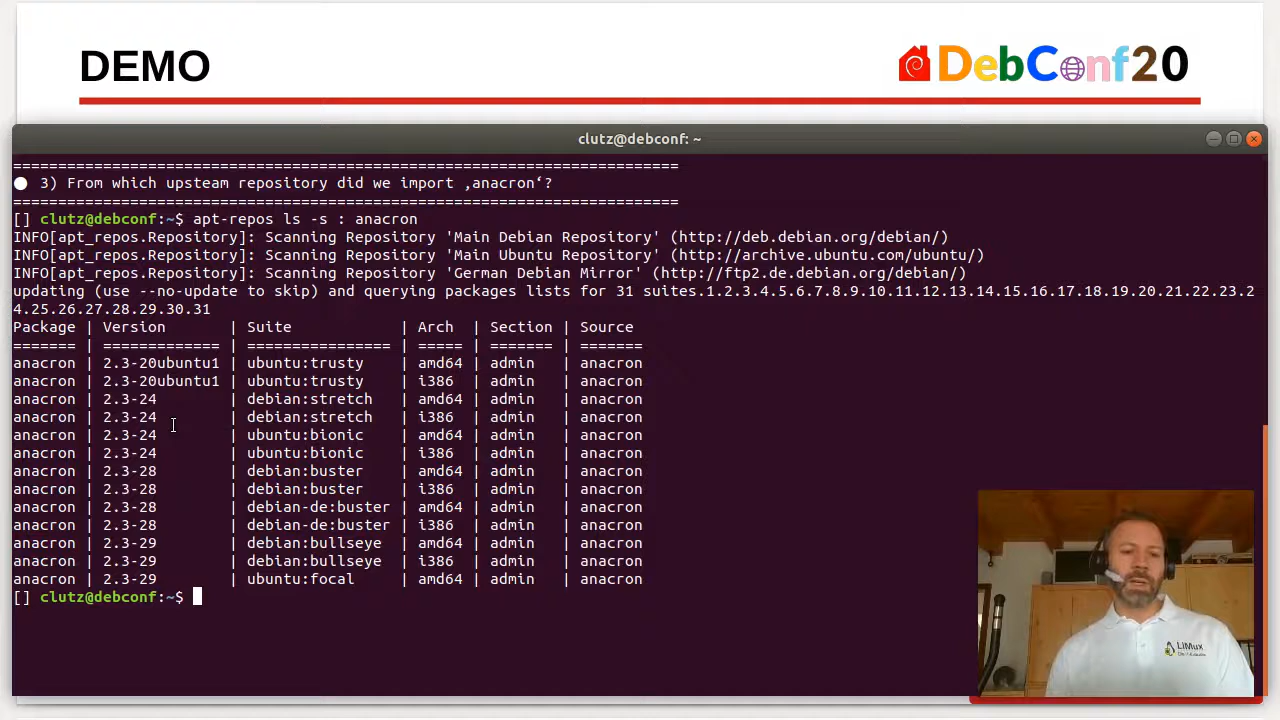 DEMO
DebConf20
clutz@debconf: ~
===========================================================================
3) From which upsteam repository did we import ‚anacron‘?
===========================================================================
[] clutz@debconf:~$ apt-repos ls -s : anacron
INFO[apt_repos.Repository]: Scanning Repository 'Main Debian Repository' (http://deb.debian.org/debian/)
INFO[apt_repos.Repository]: Scanning Repository 'Main Ubuntu Repository' (http://archive.ubuntu.com/ubuntu/)
INFO[apt_repos.Repository]: Scanning Repository 'German Debian Mirror' (http://ftp2.de.debian.org/debian/)
updating (use --no-update to skip) and querying packages lists for 31 suites.1.2.3.4.5.6.7.8.9.10.11.12.13.14.15.16.17.18.19.20.21.22.23.2
4.25.26.27.28.29.30.31
Package | Version | Suite | Arch | Section | Source
======= | ============= | ================ | ===== | ======= | =======
anacron | 2.3-20ubuntu1 | ubuntu:trusty | amd64 | admin | anacron
anacron | 2.3-20ubuntu1 | ubuntu:trusty | i386 | admin | anacron
anacron | 2.3-24 | debian:stretch | amd64 | admin | anacron
anacron | 2.3-24 | debian:stretch | i386 | admin | anacron
anacron | 2.3-24 | ubuntu:bionic | amd64 | admin | anacron
anacron | 2.3-24 | ubuntu:bionic | i386 | admin | anacron
anacron | 2.3-28 | debian:buster | amd64 | admin | anacron
anacron | 2.3-28 | debian:buster | i386 | admin | anacron
anacron | 2.3-28 | debian-de:buster | amd64 | admin | anacron
anacron | 2.3-28 | debian-de:buster | i386 | admin | anacron
anacron | 2.3-29 | debian:bullseye | amd64 | admin | anacron
anacron | 2.3-29 | debian:bullseye | i386 | admin | anacron
anacron | 2.3-29 | ubuntu:focal | amd64 | admin | anacron
[] clutz@debconf:~$
LiMux